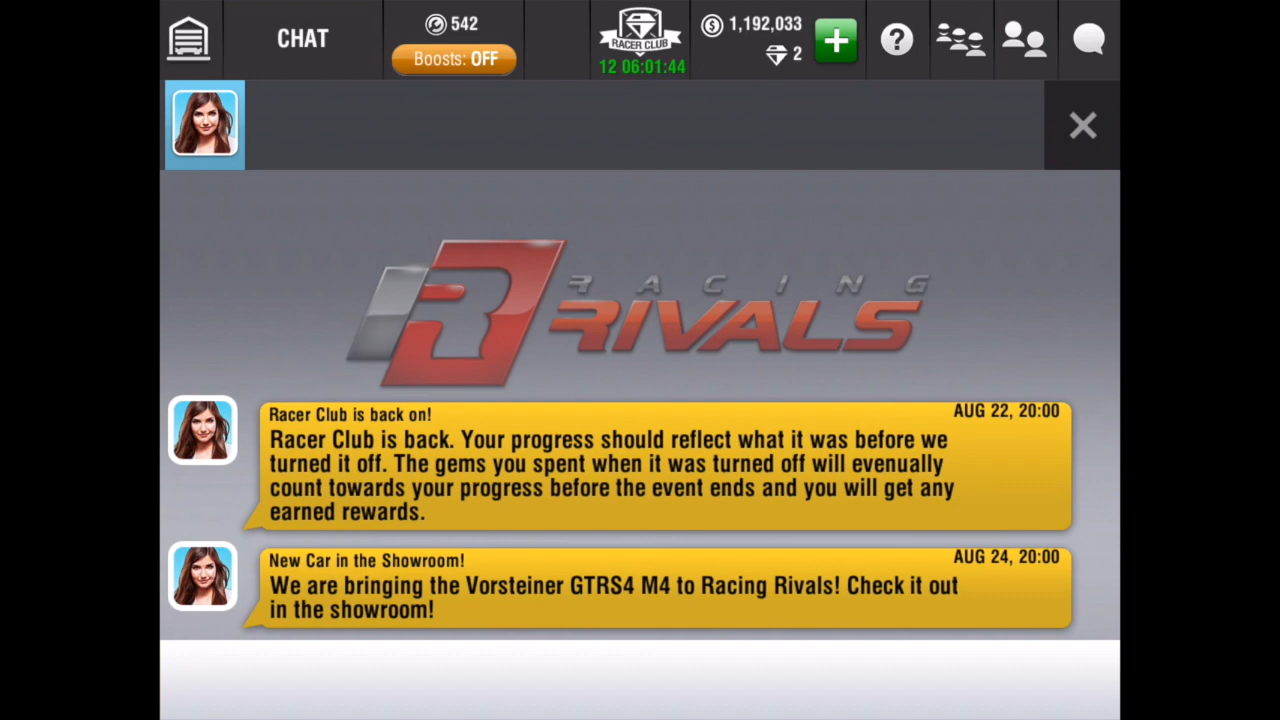 CHAT
542
Boosts: OFF
RACER CLUB
12 06:01:44
1,192,033
2
?
RACING
RIVALS
Racer Club is back on!
AUG 22, 20:00
Racer Club is back. Your progress should reflect what it was before we
turned it off. The gems you spent when it was turned off will evenually
count towards your progress before the event ends and you will get any
earned rewards.
New Car in the Showroom!
AUG 24, 20:00
We are bringing the Vorsteiner GTRS4 M4 to Racing Rivals! Check it out
in the showroom!